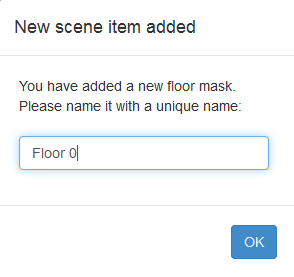 New scene item added
You have added a new floor mask.
Please name it with a unique name:
Floor 0
OK